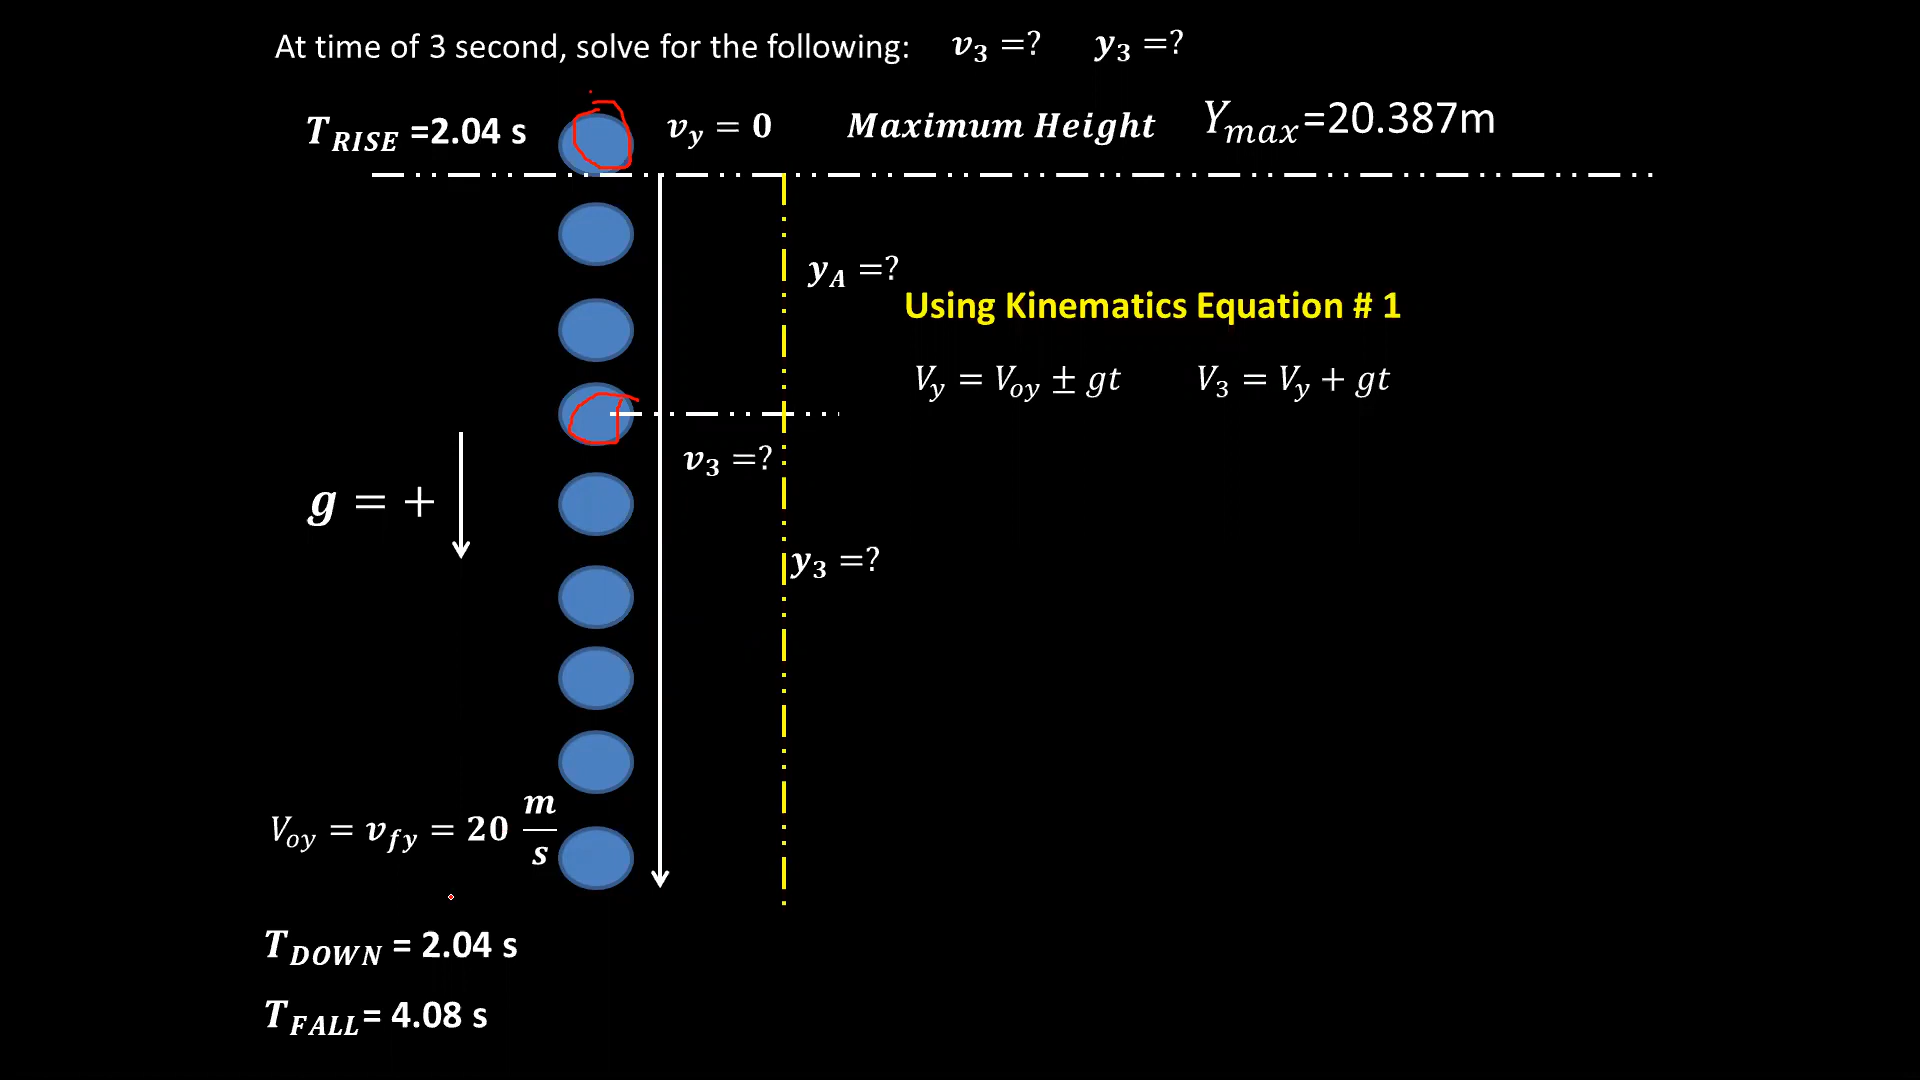 At time of 3 second, solve for the following: v₃ =? y₃ =?
T_RISE =2.04 s v_y = 0 Maximum Height Y_max=20.387m
y_A =?
Using Kinematics Equation # 1
V_y = V_oy ± gt V₃ = V_y + gt
v₃ =?
g = +
y₃ =?
V_oy = v_fy = 20 m/s
T_DOWN = 2.04 s
T_FALL= 4.08 s